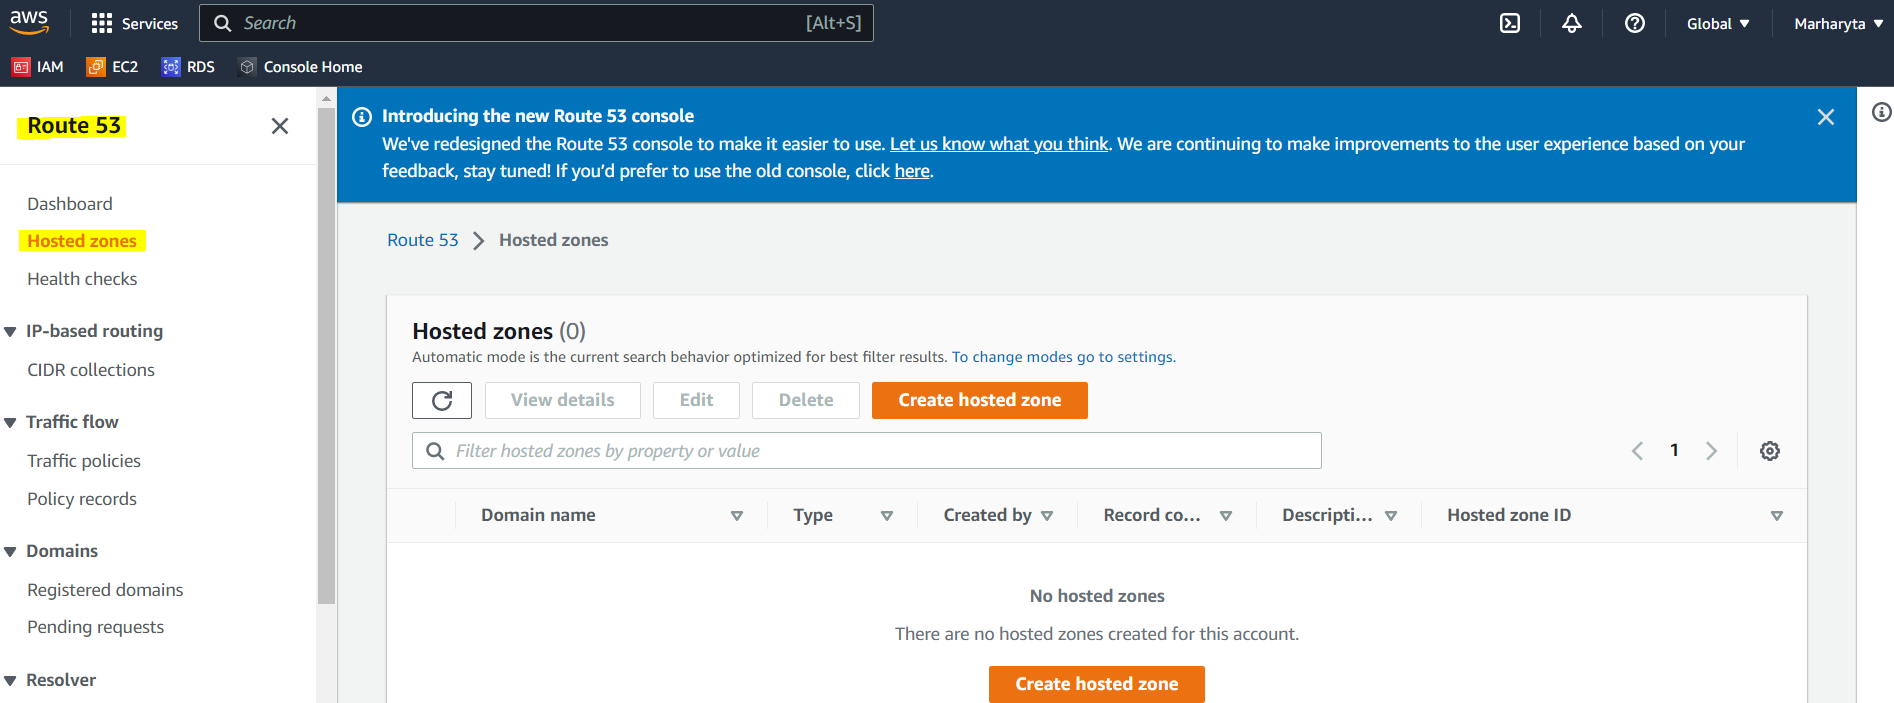 aws
Services
Search
[Alt+S]
Global
Marharyta
IAM
EC2
RDS
Console Home
Route 53
Dashboard
Hosted zones
Health checks
IP-based routing
CIDR collections
Traffic flow
Traffic policies
Policy records
Domains
Registered domains
Pending requests
Resolver
Introducing the new Route 53 console
We've redesigned the Route 53 console to make it easier to use. Let us know what you think. We are continuing to make improvements to the user experience based on your
feedback, stay tuned! If you’d prefer to use the old console, click here.
Route 53 > Hosted zones
Hosted zones (0)
Automatic mode is the current search behavior optimized for best filter results. To change modes go to settings.
View details
Edit
Delete
Create hosted zone
Filter hosted zones by property or value
1
Domain name
Type
Created by
Record co...
Descripti...
Hosted zone ID
No hosted zones
There are no hosted zones created for this account.
Create hosted zone